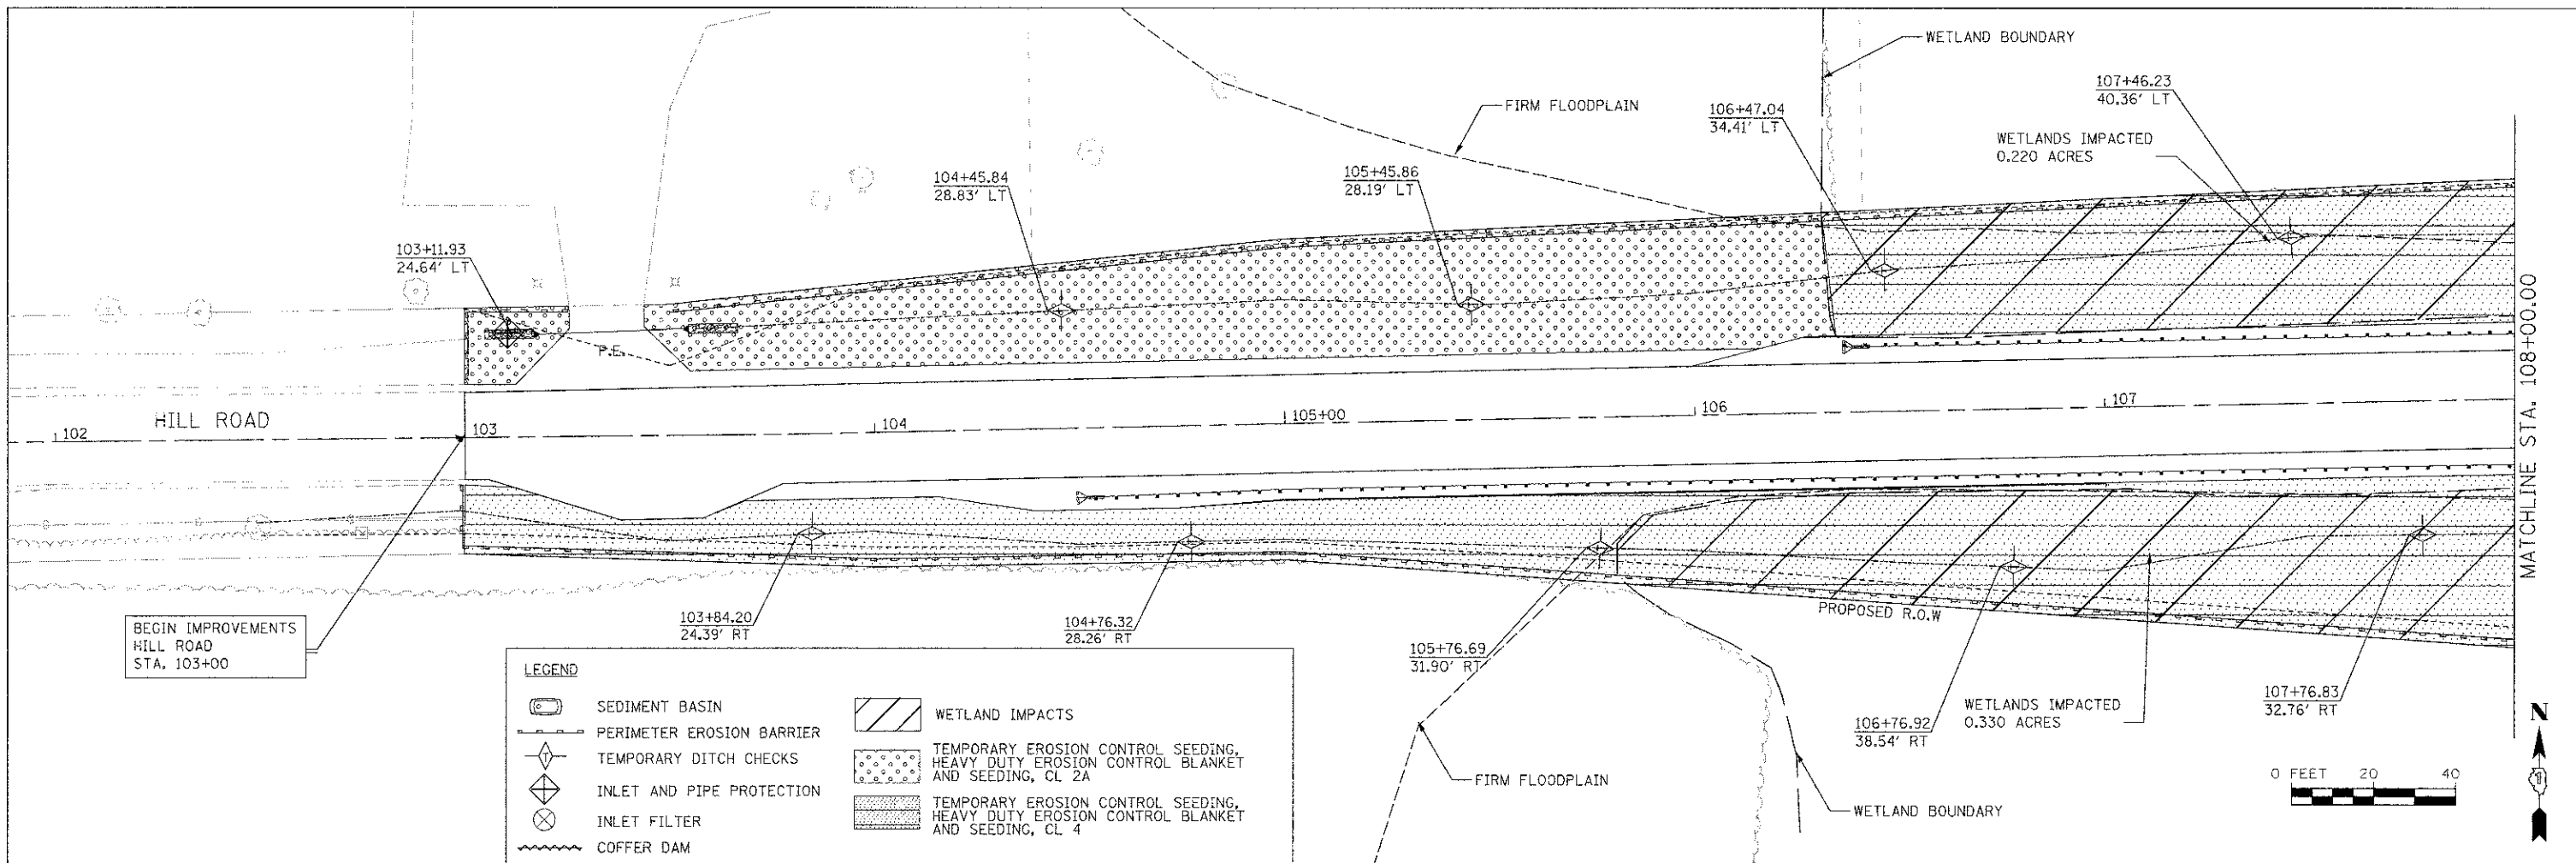 WETLAND BOUNDARY
107+46.23
40.36' LT
106+47.04
34.41' LT
FIRM FLOODPLAIN
WETLANDS IMPACTED
0.220 ACRES
105+45.86
28.19' LT
104+45.84
28.83' LT
103+11.93
24.64' LT
P.E.
HILL ROAD
102
103
104
105+00
106
107
MATCHLINE STA. 108+00.00
BEGIN IMPROVEMENTS
HILL ROAD
STA. 103+00
103+84.20
24.39' RT
104+76.32
28.26' RT
105+76.69
31.90' RT
PROPOSED R.O.W
106+76.92
38.54' RT
WETLANDS IMPACTED
0.330 ACRES
107+76.83
32.76' RT
FIRM FLOODPLAIN
WETLAND BOUNDARY
N
0 FEET 20 40
LEGEND
SEDIMENT BASIN
PERIMETER EROSION BARRIER
T TEMPORARY DITCH CHECKS
INLET AND PIPE PROTECTION
INLET FILTER
COFFER DAM
WETLAND IMPACTS
TEMPORARY EROSION CONTROL SEEDING,
HEAVY DUTY EROSION CONTROL BLANKET
AND SEEDING, CL 2A
TEMPORARY EROSION CONTROL SEEDING,
HEAVY DUTY EROSION CONTROL BLANKET
AND SEEDING, CL 4